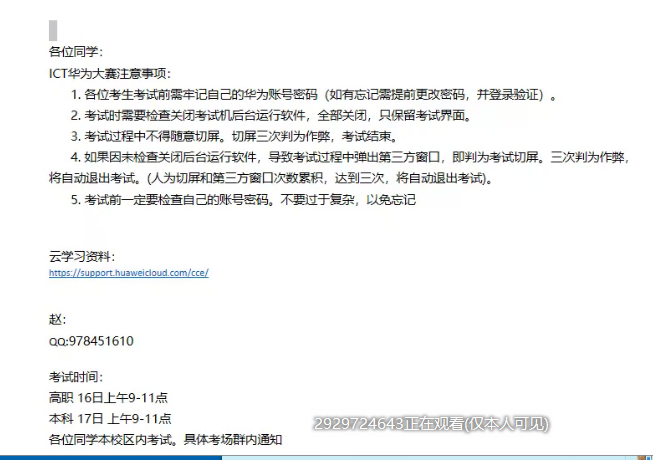 各位同学：
ICT华为大赛注意事项：
1. 各位考生考试前需牢记自己的华为账号密码（如有忘记需提前更改密码，并登录验证）。
2. 考试时需要检查关闭考试机后台运行软件，全部关闭，只保留考试界面。
3. 考试过程中不得随意切屏。切屏三次判为作弊，考试结束。
4. 如果因未检查关闭后台运行软件，导致考试过程中弹出第三方窗口，即判为考试切屏。三次判为作弊，
将自动退出考试。(人为切屏和第三方窗口次数累积，达到三次，将自动退出考试)。
5. 考试前一定要检查自己的账号密码。不要过于复杂，以免忘记
云学习资料：
https://support.huaweicloud.com/cce/
赵：
QQ:978451610
考试时间：
高职 16日上午9-11点
本科 17日 上午9-11点
2929724643正在观看(仅本人可见)
各位同学本校区内考试。具体考场群内通知